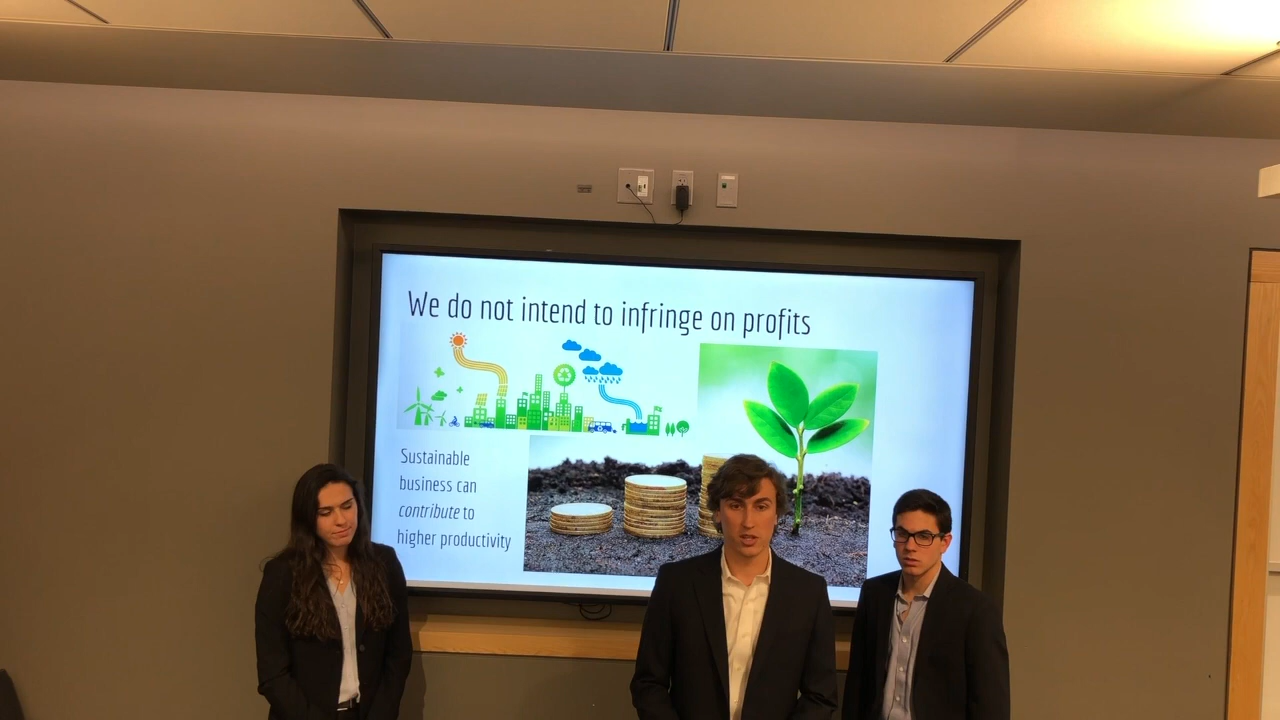 We do not intend to infringe on profits
Sustainable
business can
contribute to
higher productivity